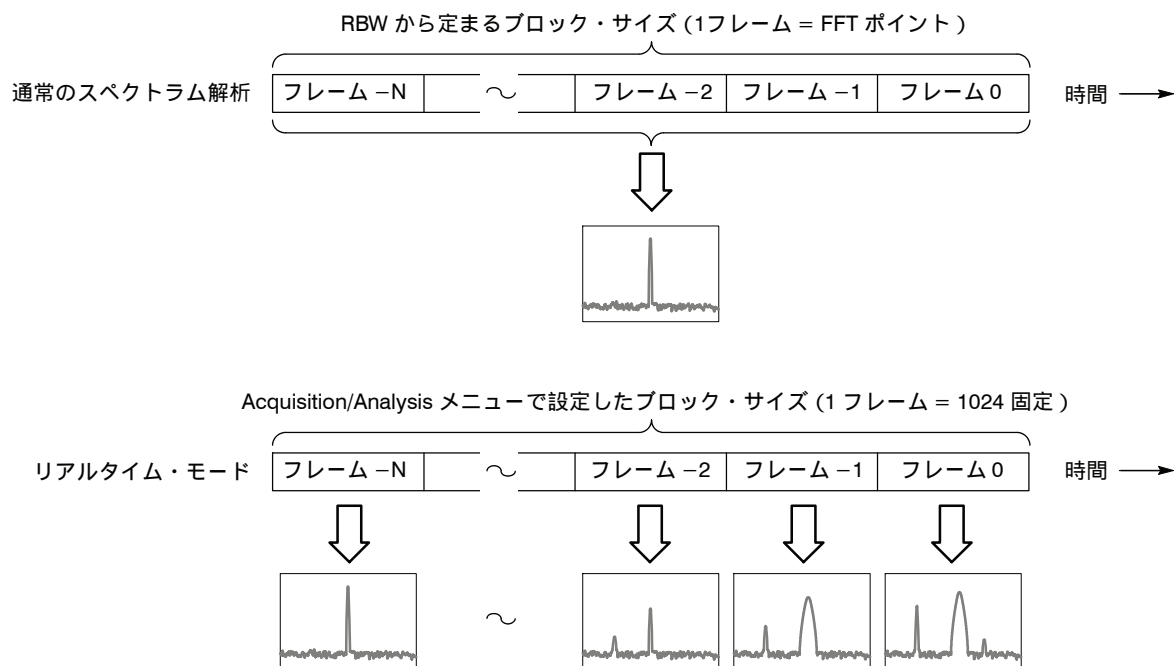 RBW から定まるブロック・サイズ (1フレーム = FFT ポイント )
通常のスペクトラム解析 フレーム −N ～ フレーム −2 フレーム −1 フレーム 0 時間
Acquisition/Analysis メニューで設定したブロック・サイズ (1 フレーム = 1024 固定 )
リアルタイム・モード フレーム −N ～ フレーム −2 フレーム −1 フレーム 0 時間
～